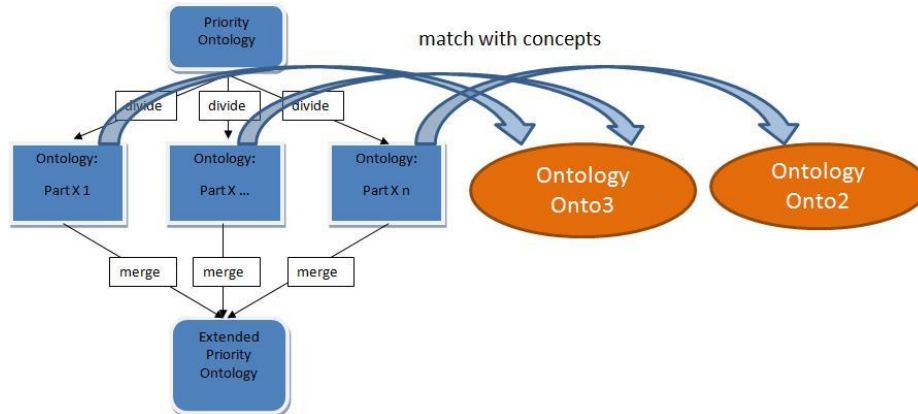 Priority
Ontology
match with concepts
divide
divide
divide
Ontology:
Part X 1
Ontology:
Part X ...
Ontology:
Part X n
Ontology
Onto3
Ontology
Onto2
merge
merge
merge
Extended
Priority
Ontology